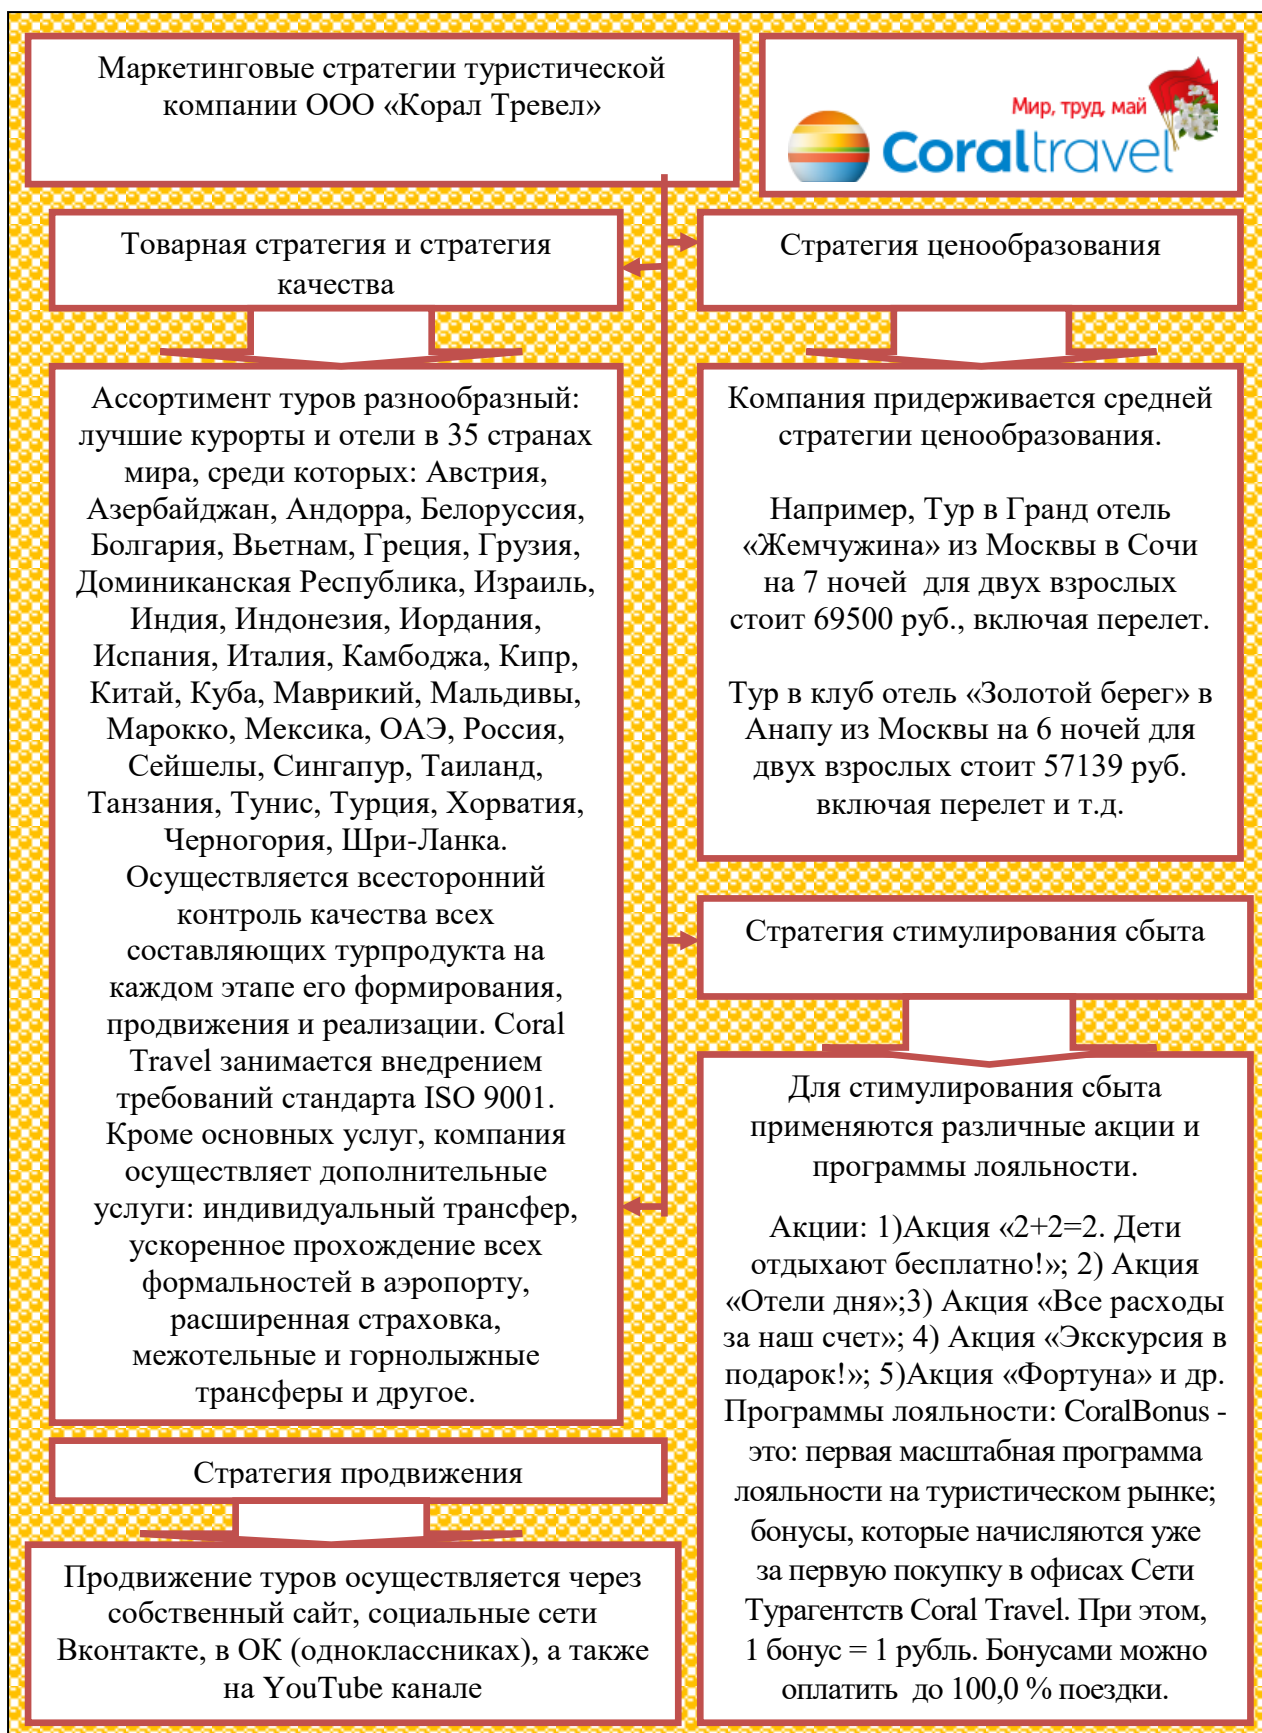 Маркетинговые стратегии туристической
компании ООО «Корал Тревел»
Мир, труд, май
Coraltravel
Товарная стратегия и стратегия
качества
Стратегия ценообразования
Ассортимент туров разнообразный:
лучшие курорты и отели в 35 странах
мира, среди которых: Австрия,
Азербайджан, Андорра, Белоруссия,
Болгария, Вьетнам, Греция, Грузия,
Доминиканская Республика, Израиль,
Индия, Индонезия, Иордания,
Испания, Италия, Камбоджа, Кипр,
Китай, Куба, Маврикий, Мальдивы,
Марокко, Мексика, ОАЭ, Россия,
Сейшелы, Сингапур, Таиланд,
Танзания, Тунис, Турция, Хорватия,
Черногория, Шри-Ланка.
Осуществляется всесторонний
контроль качества всех
составляющих турпродукта на
каждом этапе его формирования,
продвижения и реализации. Coral
Travel занимается внедрением
требований стандарта ISO 9001.
Кроме основных услуг, компания
осуществляет дополнительные
услуги: индивидуальный трансфер,
ускоренное прохождение всех
формальностей в аэропорту,
расширенная страховка,
межотельные и горнолыжные
трансферы и другое.
Компания придерживается средней
стратегии ценообразования.
Например, Тур в Гранд отель
«Жемчужина» из Москвы в Сочи
на 7 ночей  для двух взрослых
стоит 69500 руб., включая перелет.
Тур в клуб отель «Золотой берег» в
Анапу из Москвы на 6 ночей для
двух взрослых стоит 57139 руб.
включая перелет и т.д.
Стратегия стимулирования сбыта
Для стимулирования сбыта
применяются различные акции и
программы лояльности.
Акции: 1)Акция «2+2=2. Дети
отдыхают бесплатно!»; 2) Акция
«Отели дня»;3) Акция «Все расходы
за наш счет»; 4) Акция «Экскурсия в
подарок!»; 5)Акция «Фортуна» и др.
Программы лояльности: CoralBonus -
это: первая масштабная программа
лояльности на туристическом рынке;
бонусы, которые начисляются уже
за первую покупку в офисах Сети
Турагентств Coral Travel. При этом,
1 бонус = 1 рубль. Бонусами можно
оплатить  до 100,0 % поездки.
Стратегия продвижения
Продвижение туров осуществляется через
собственный сайт, социальные сети
Вконтакте, в ОК (одноклассниках), а также
на YouTube канале